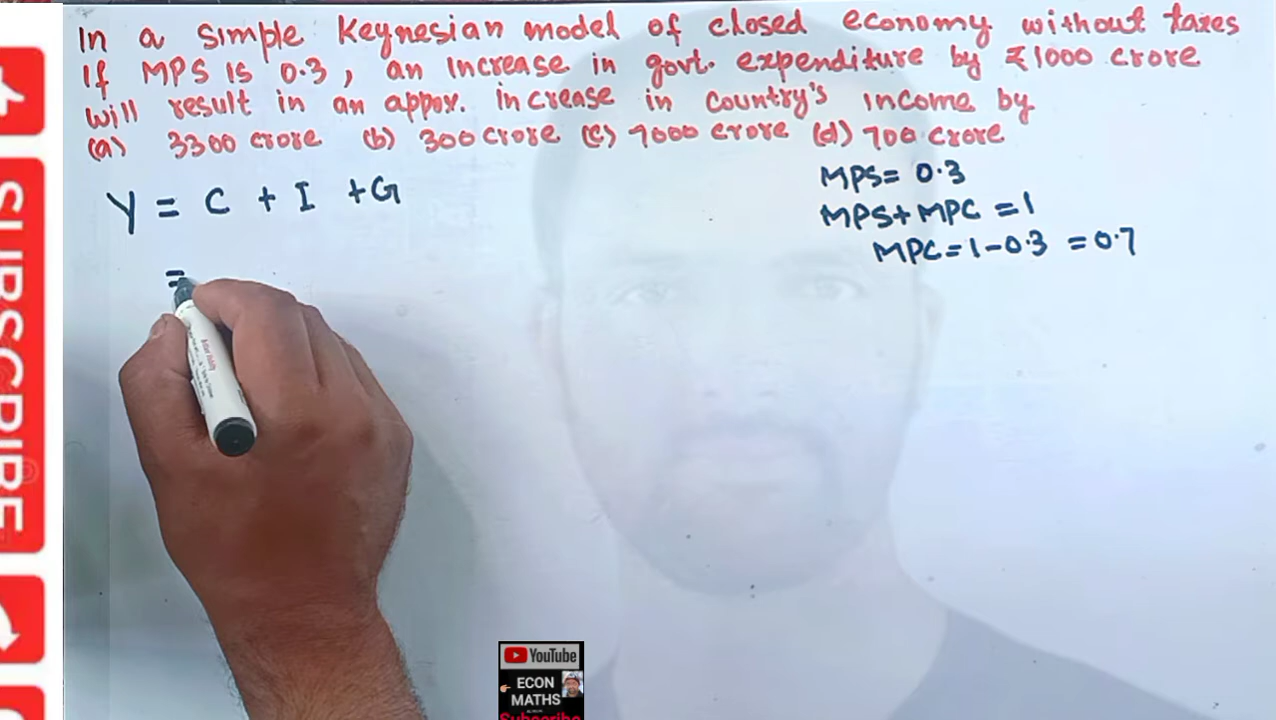 In a simple Keynesian model of closed economy without taxes
If MPS is 0.3, an increase in govt. expenditure by ₹1000 crore
will result in an appox. increase in country's income by
(a) 3300 crore (b) 300 crore (c) 7000 crore (d) 700 crore
Y = C + I + G
=
MPS = 0.3
MPS + MPC = 1
MPC = 1 - 0.3 = 0.7
SUBSCRIBE
YouTube
ECON
MATHS
Subscribe